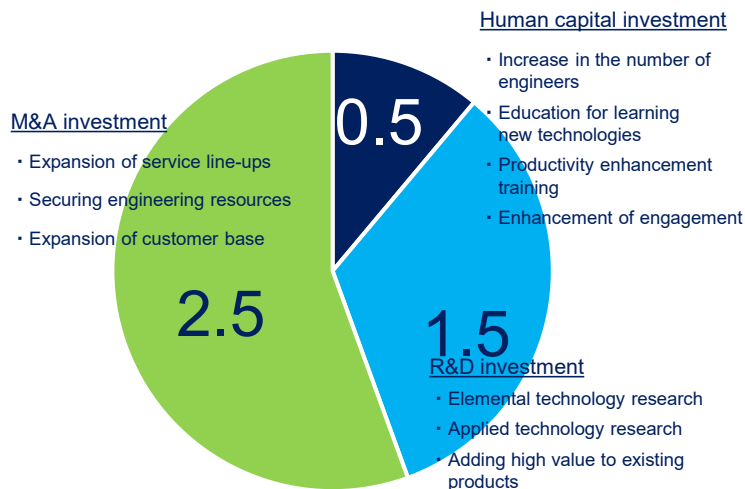 Human capital investment
・Increase in the number of
engineers
・Education for learning
new technologies
・Productivity enhancement
training
・Enhancement of engagement
0.5
M&A investment
・Expansion of service line-ups
・Securing engineering resources
・Expansion of customer base
2.5
1.5
R&D investment
・Elemental technology research
・Applied technology research
・Adding high value to existing
products